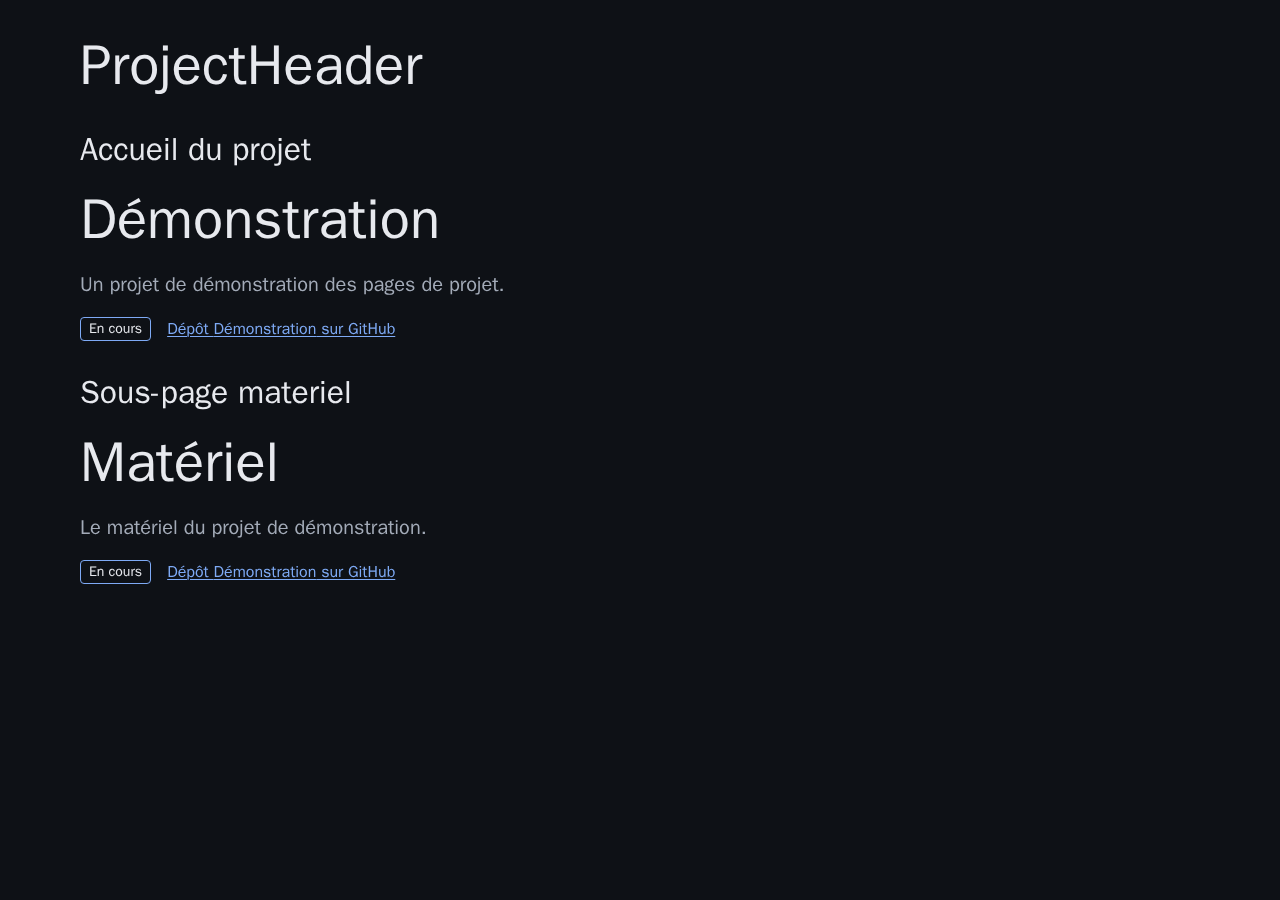 ProjectHeader
Accueil du projet
Démonstration
Un projet de démonstration des pages de projet.
En cours Dépôt Démonstration sur GitHub
Sous-page materiel
Matériel
Le matériel du projet de démonstration.
En cours Dépôt Démonstration sur GitHub